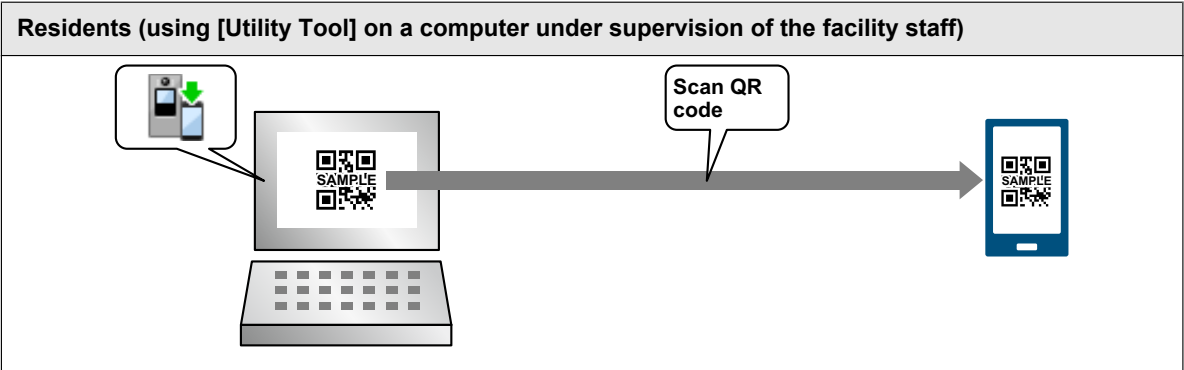 Residents (using [Utility Tool] on a computer under supervision of the facility staff)
Scan QR
code
SAMPLE
SAMPLE